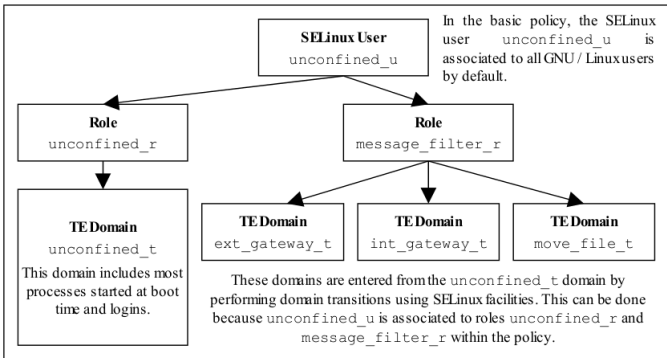 SELinux User
unconfined_u
In the basic policy, the SELinux
user unconfined_u is
associated to all GNU / Linux users
by default.
Role
unconfined_r
Role
message_filter_r
TE Domain
unconfined_t
This domain includes most
processes started at boot
time and logins.
TE Domain
ext_gateway_t
TE Domain
int_gateway_t
TE Domain
move_file_t
These domains are entered from the unconfined_t domain by
performing domain transitions using SELinux facilities. This can be done
because unconfined_u is associated to roles unconfined_r and
message_filter_r within the policy.